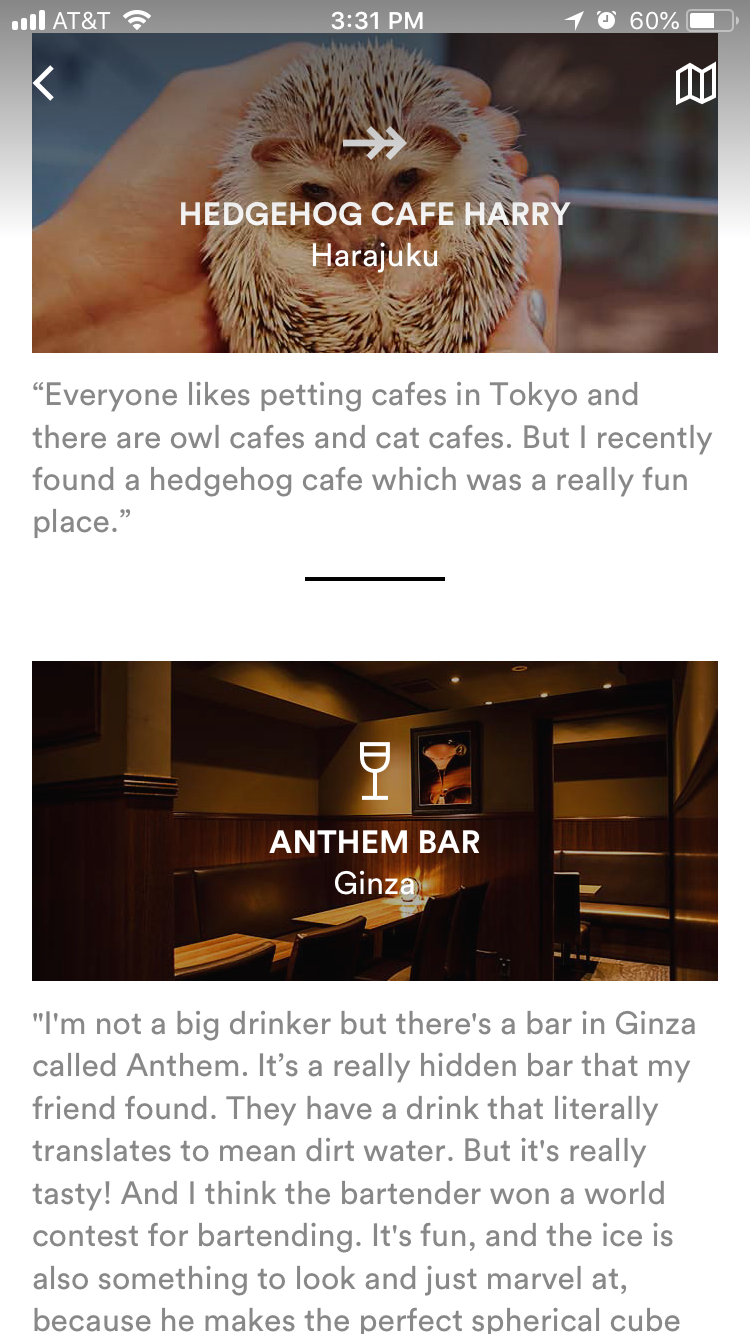 AT&T 3:31 PM 60%
HEDGEHOG CAFE HARRY
Harajuku
“Everyone likes petting cafes in Tokyo and
there are owl cafes and cat cafes. But I recently
found a hedgehog cafe which was a really fun
place.”
ANTHEM BAR
Ginza
"I'm not a big drinker but there's a bar in Ginza
called Anthem. It’s a really hidden bar that my
friend found. They have a drink that literally
translates to mean dirt water. But it's really
tasty! And I think the bartender won a world
contest for bartending. It's fun, and the ice is
also something to look and just marvel at,
because he makes the perfect spherical cube